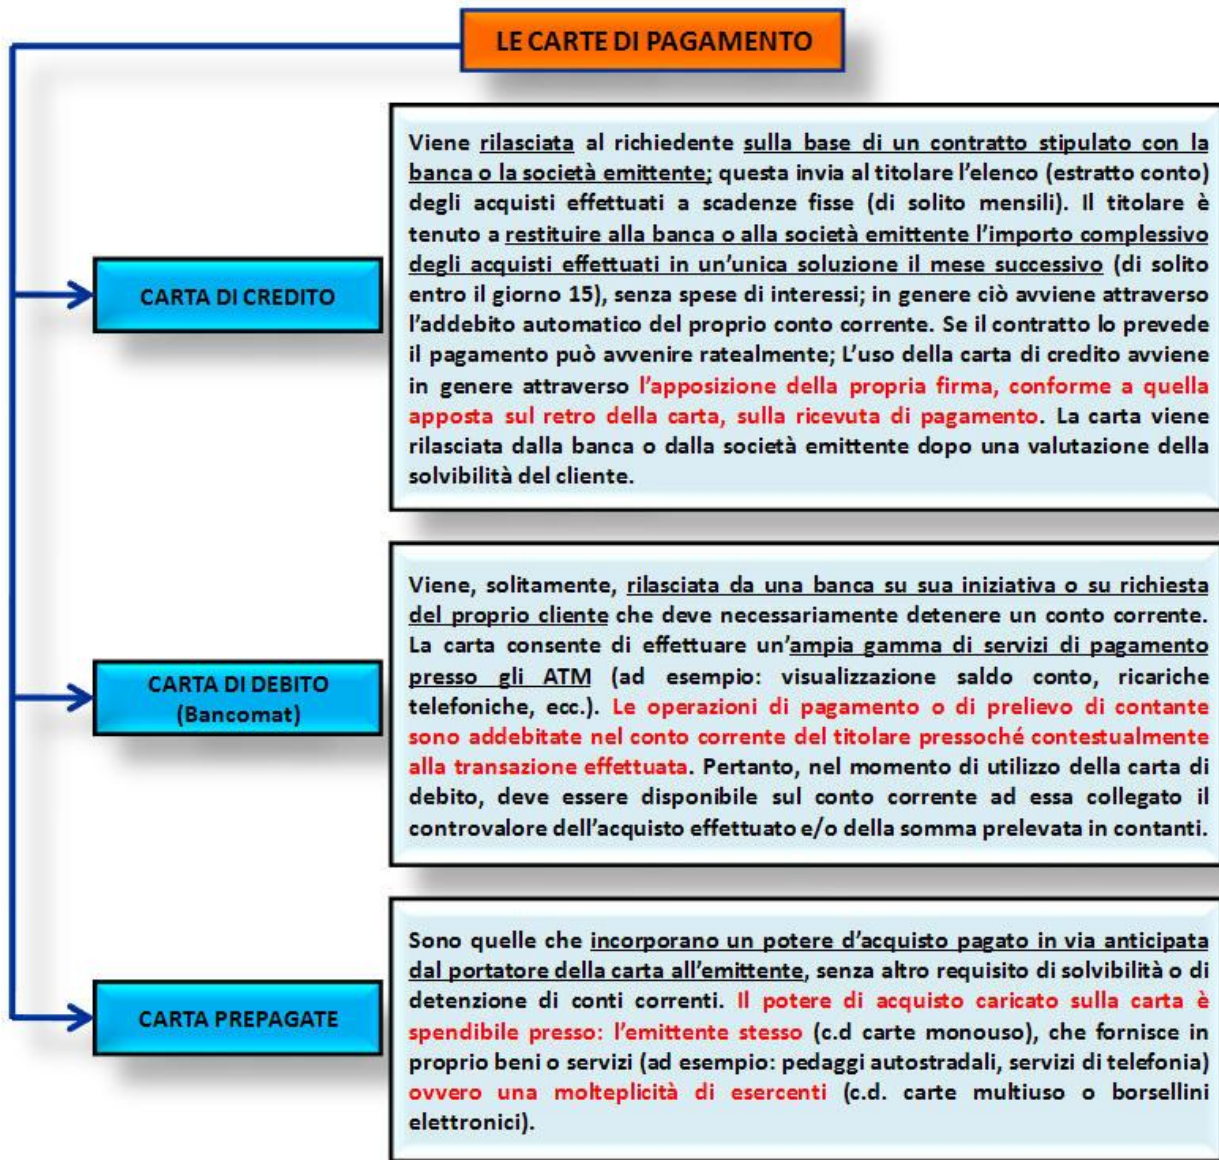 LE CARTE DI PAGAMENTO
CARTA DI CREDITO
Viene rilasciata al richiedente sulla base di un contratto stipulato con la
banca o la società emittente; questa invia al titolare l'elenco (estratto conto)
degli acquisti effettuati a scadenze fisse (di solito mensili). Il titolare è
tenuto a restituire alla banca o alla società emittente l'importo complessivo
degli acquisti effettuati in un'unica soluzione il mese successivo (di solito
entro il giorno 15), senza spese di interessi; in genere ciò avviene attraverso
l'addebito automatico del proprio conto corrente. Se il contratto lo prevede
il pagamento può avvenire ratealmente; L'uso della carta di credito avviene
in genere attraverso l'apposizione della propria firma, conforme a quella
apposta sul retro della carta, sulla ricevuta di pagamento. La carta viene
rilasciata dalla banca o dalla società emittente dopo una valutazione della
solvibilità del cliente.
CARTA DI DEBITO
(Bancomat)
Viene, solitamente, rilasciata da una banca su sua iniziativa o su richiesta
del proprio cliente che deve necessariamente detenere un conto corrente.
La carta consente di effettuare un'ampia gamma di servizi di pagamento
presso gli ATM (ad esempio: visualizzazione saldo conto, ricariche
telefoniche, ecc.). Le operazioni di pagamento o di prelievo di contante
sono addebitate nel conto corrente del titolare pressoché contestualmente
alla transazione effettuata. Pertanto, nel momento di utilizzo della carta di
debito, deve essere disponibile sul conto corrente ad essa collegato il
controvalore dell'acquisto effettuato e/o della somma prelevata in contanti.
CARTA PREPAGATE
Sono quelle che incorporano un potere d'acquisto pagato in via anticipata
dal portatore della carta all'emittente, senza altro requisito di solvibilità o di
detenzione di conti correnti. Il potere di acquisto caricato sulla carta è
spendibile presso: l'emittente stesso (c.d carte monouso), che fornisce in
proprio beni o servizi (ad esempio: pedaggi autostradali, servizi di telefonia)
ovvero una molteplicità di esercenti (c.d. carte multiuso o borsellini
elettronici).